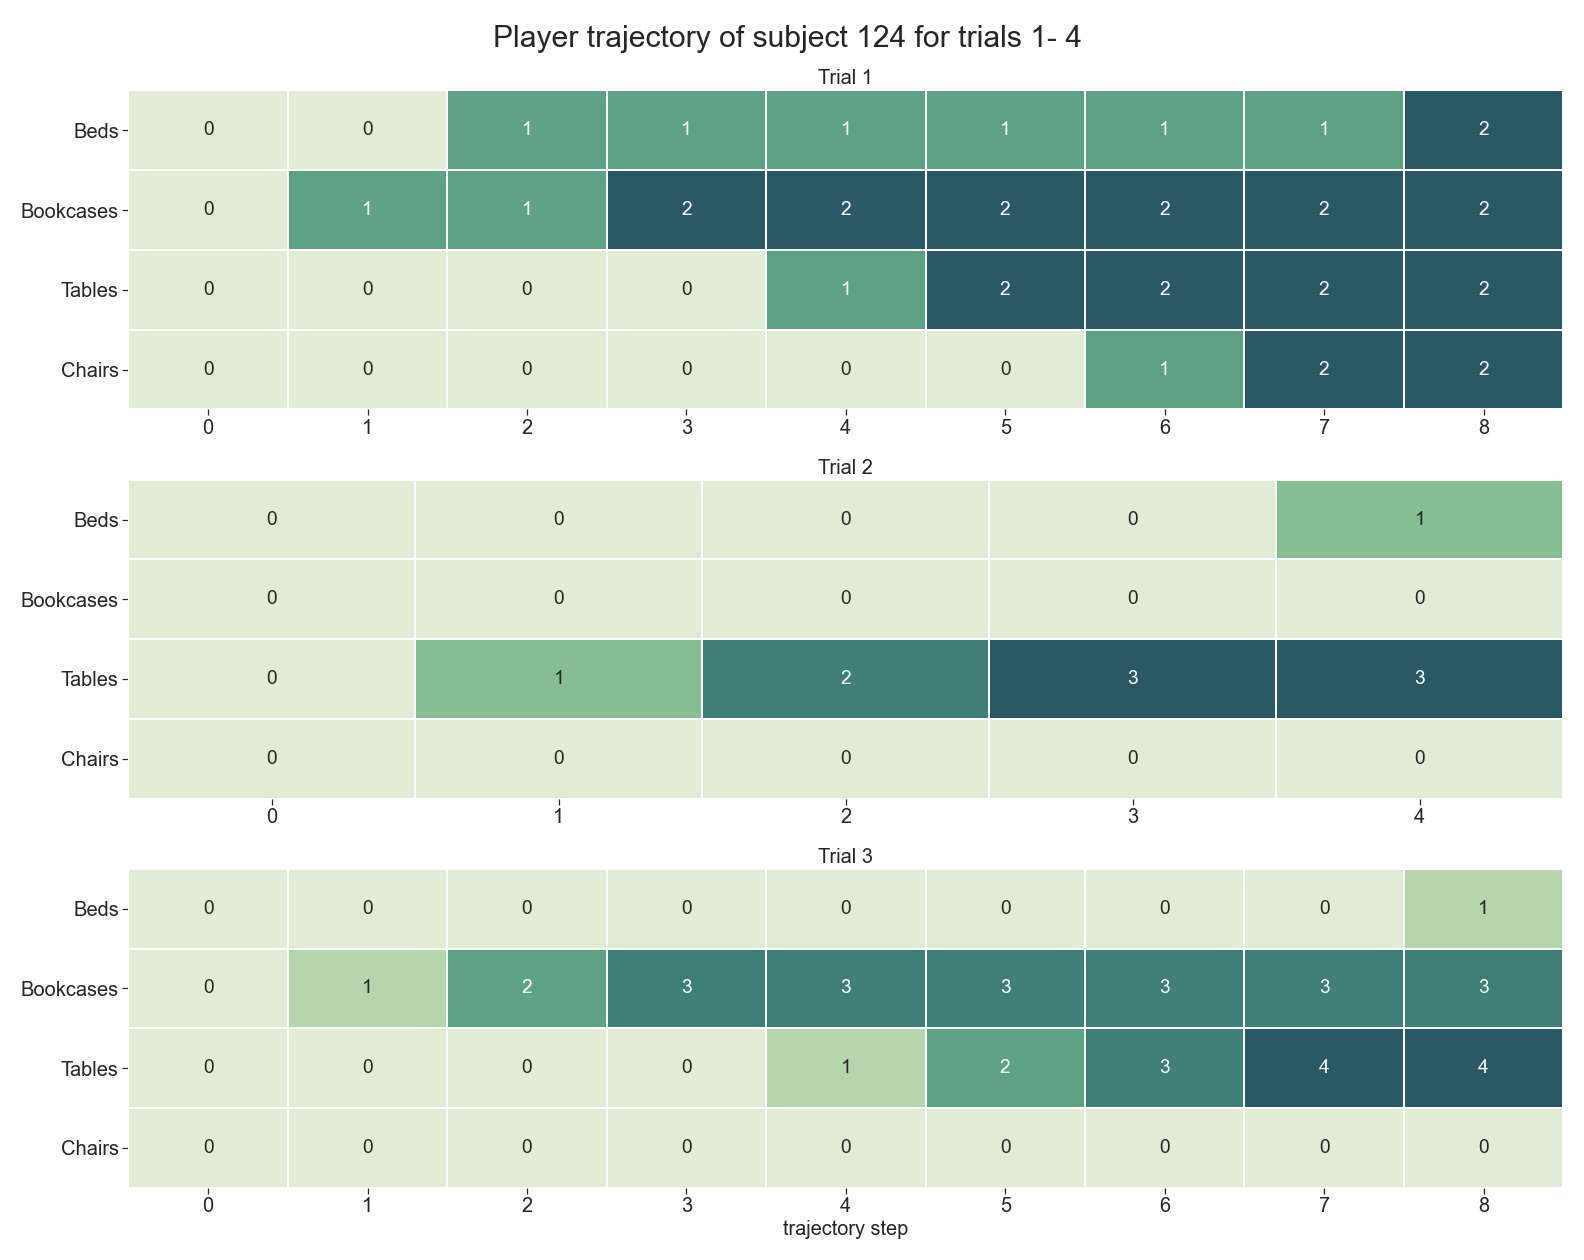 Player trajectory of subject 124 for trials 1- 4
Trial 1
Beds 0 0 1 1 1 1 1 1 2
Bookcases 0 1 1 2 2 2 2 2 2
Tables 0 0 0 0 1 2 2 2 2
Chairs 0 0 0 0 0 0 1 2 2
0 1 2 3 4 5 6 7 8
Trial 2
Beds 0 0 0 0 1
Bookcases 0 0 0 0 0
Tables 0 1 2 3 3
Chairs 0 0 0 0 0
0 1 2 3 4
Trial 3
Beds 0 0 0 0 0 0 0 0 1
Bookcases 0 1 2 3 3 3 3 3 3
Tables 0 0 0 0 1 2 3 4 4
Chairs 0 0 0 0 0 0 0 0 0
0 1 2 3 4 5 6 7 8
trajectory step